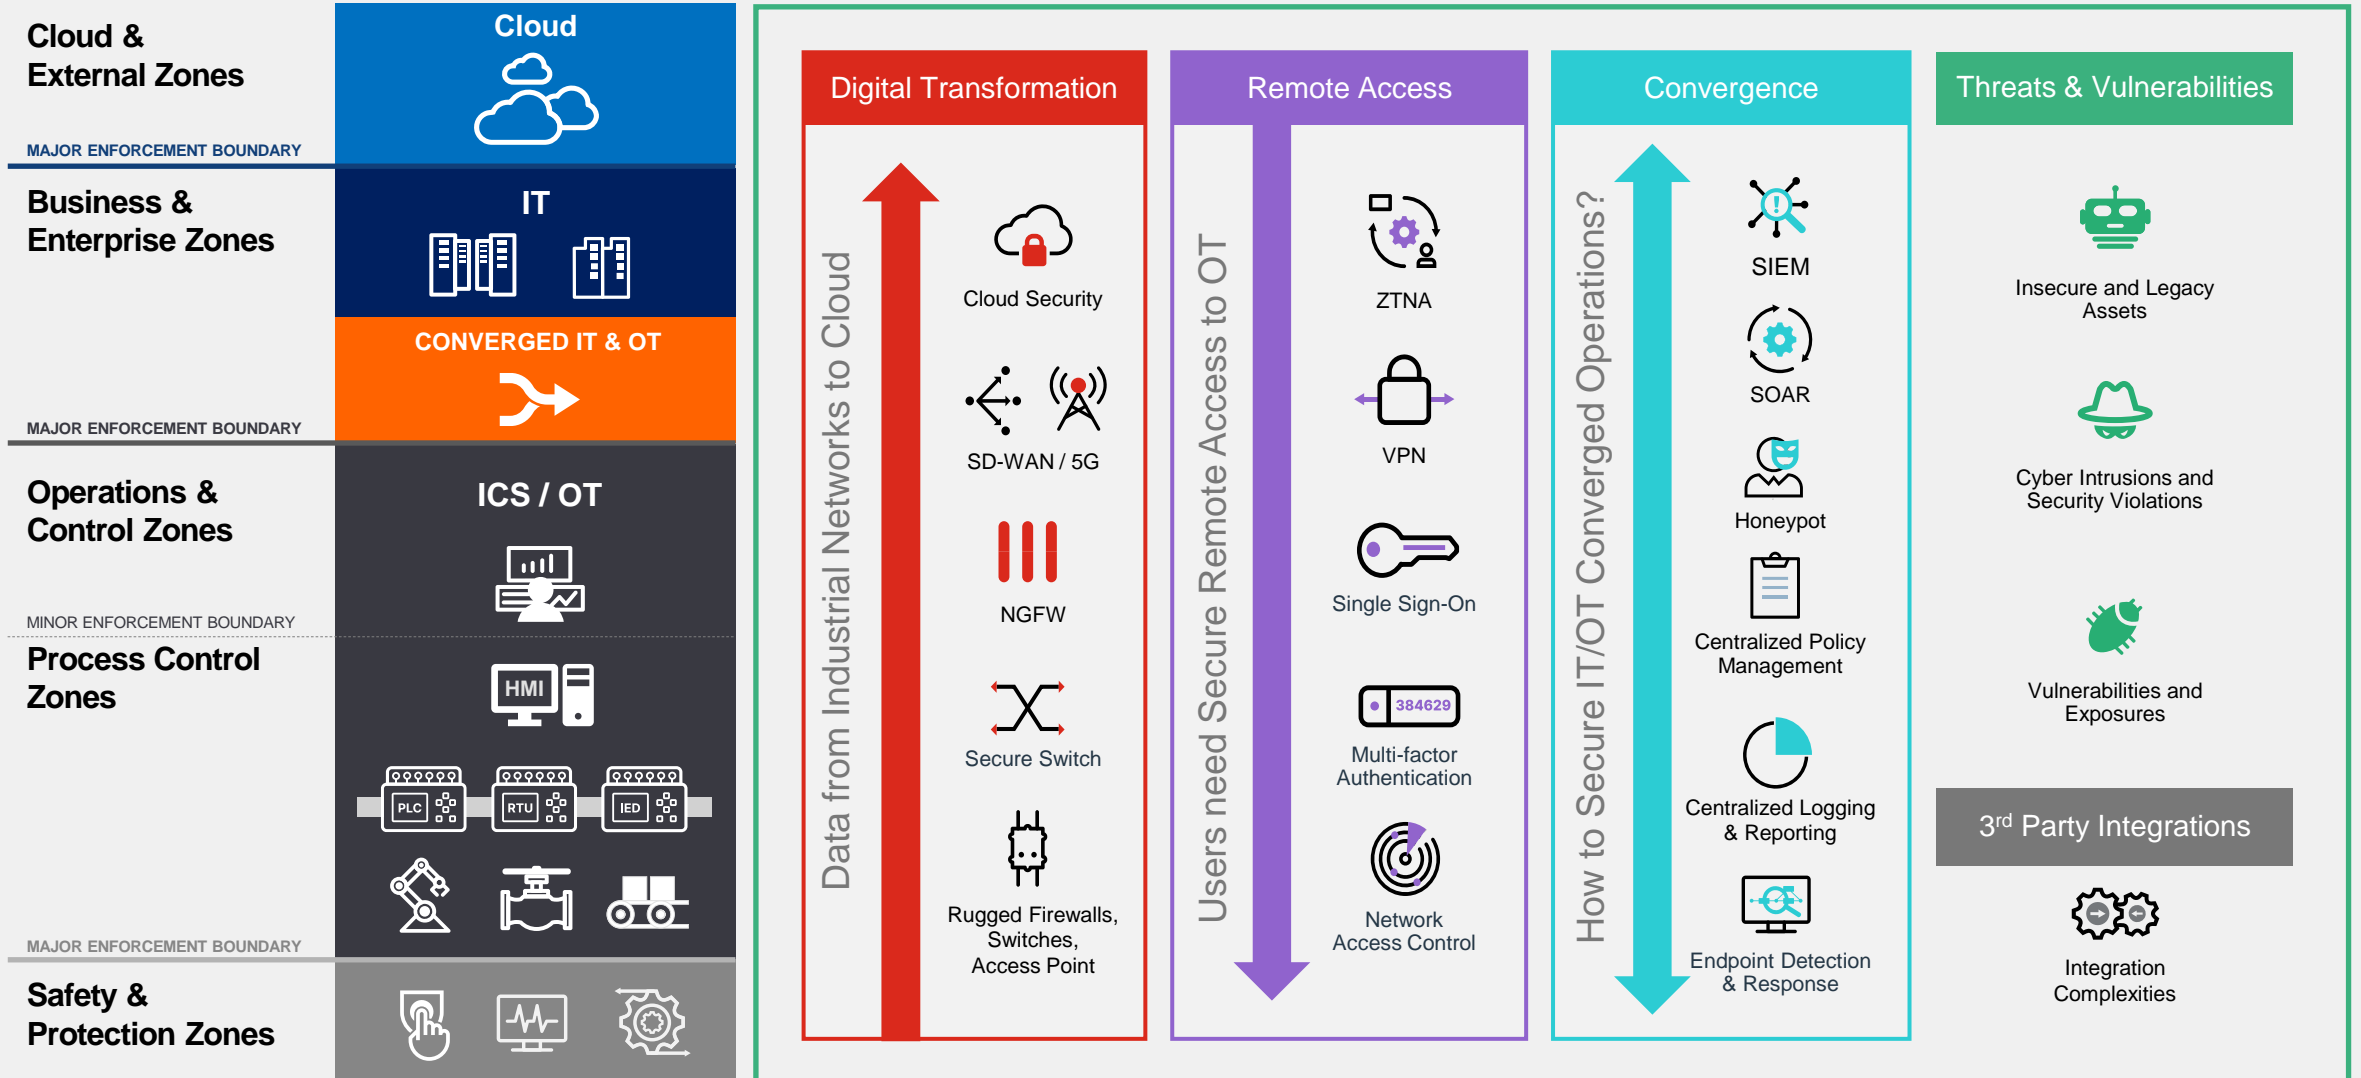 Cloud &
External Zones
MAJOR ENFORCEMENT BOUNDARY
Business &
Enterprise Zones
MAJOR ENFORCEMENT BOUNDARY
Operations &
Control Zones
MINOR ENFORCEMENT BOUNDARY
Process Control
Zones
MAJOR ENFORCEMENT BOUNDARY
Safety &
Protection Zones
Cloud
IT
CONVERGED IT & OT
ICS / OT
HMI
PLC
RTU
IED
Digital Transformation
Data from Industrial Networks to Cloud
Cloud Security
SD-WAN / 5G
NGFW
Secure Switch
Rugged Firewalls,
Switches,
Access Point
Remote Access
Users need Secure Remote Access to OT
ZTNA
VPN
Single Sign-On
384629
Multi-factor
Authentication
Network
Access Control
Convergence
How to Secure IT/OT Converged Operations?
SIEM
SOAR
Honeypot
Centralized Policy
Management
Centralized Logging
& Reporting
Endpoint Detection
& Response
Threats & Vulnerabilities
Insecure and Legacy
Assets
Cyber Intrusions and
Security Violations
Vulnerabilities and
Exposures
3rd Party Integrations
Integration
Complexities